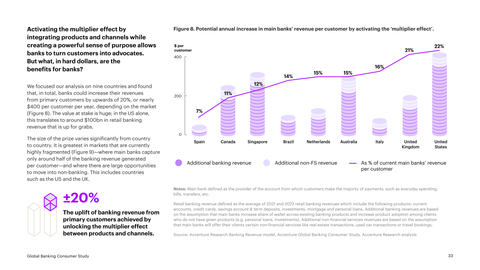 Activating the multiplier effect by
integrating products and channels while
creating a powerful sense of purpose allows
banks to turn customers into advocates.
But what, in hard dollars, are the
benefits for banks?
We focused our analysis on nine countries and found
that, in total, banks could increase their revenues
from primary customers by upwards of 20%, or nearly
$400 per customer per year, depending on the market
(Figure 8). The value at stake is huge; in the US alone,
this translates to around $100bn in retail banking
revenue that is up for grabs.
The size of the prize varies significantly from country
to country. It is greatest in markets that are currently
highly fragmented (Figure 9)—where main banks capture
only around half of the banking revenue generated
per customer—and where there are large opportunities
to move into non-banking. This includes countries
such as the US and the UK.
±20%
The uplift of banking revenue from
primary customers achieved by
unlocking the multiplier effect
between products and channels.
Figure 8. Potential annual increase in main banks' revenue per customer by activating the 'multiplier effect'.
$ per
customer
400
200
0
7%
11%
12%
14%
15%
15%
16%
21%
22%
Spain
Canada
Singapore
Brazil
Netherlands
Australia
Italy
United
Kingdom
United
States
Additional banking revenue
Additional non-FS revenue
As % of current main banks' revenue
per customer
Notes: Main bank defined as the provider of the account from which customers make the majority of payments, such as everyday spending,
bills, transfers, etc.
Retail banking revenue defined as the average of 2021 and 2022 retail banking revenues which include the following products: current
accounts, credit cards, savings account & term deposits, investments, mortgage and personal loans. Additional banking revenues are based
on the assumption that main banks increase share of wallet across existing banking products and increase product adoption among clients
who do not have given products (e.g. personal loans, investments). Additional non-financial services revenues are based on the assumption
that main banks will offer their clients certain non-financial services like real estate transactions, used car transactions or travel bookings.
Source: Accenture Research Banking Revenue model, Accenture Global Banking Consumer Study, Accenture Research analysis
Global Banking Consumer Study
33